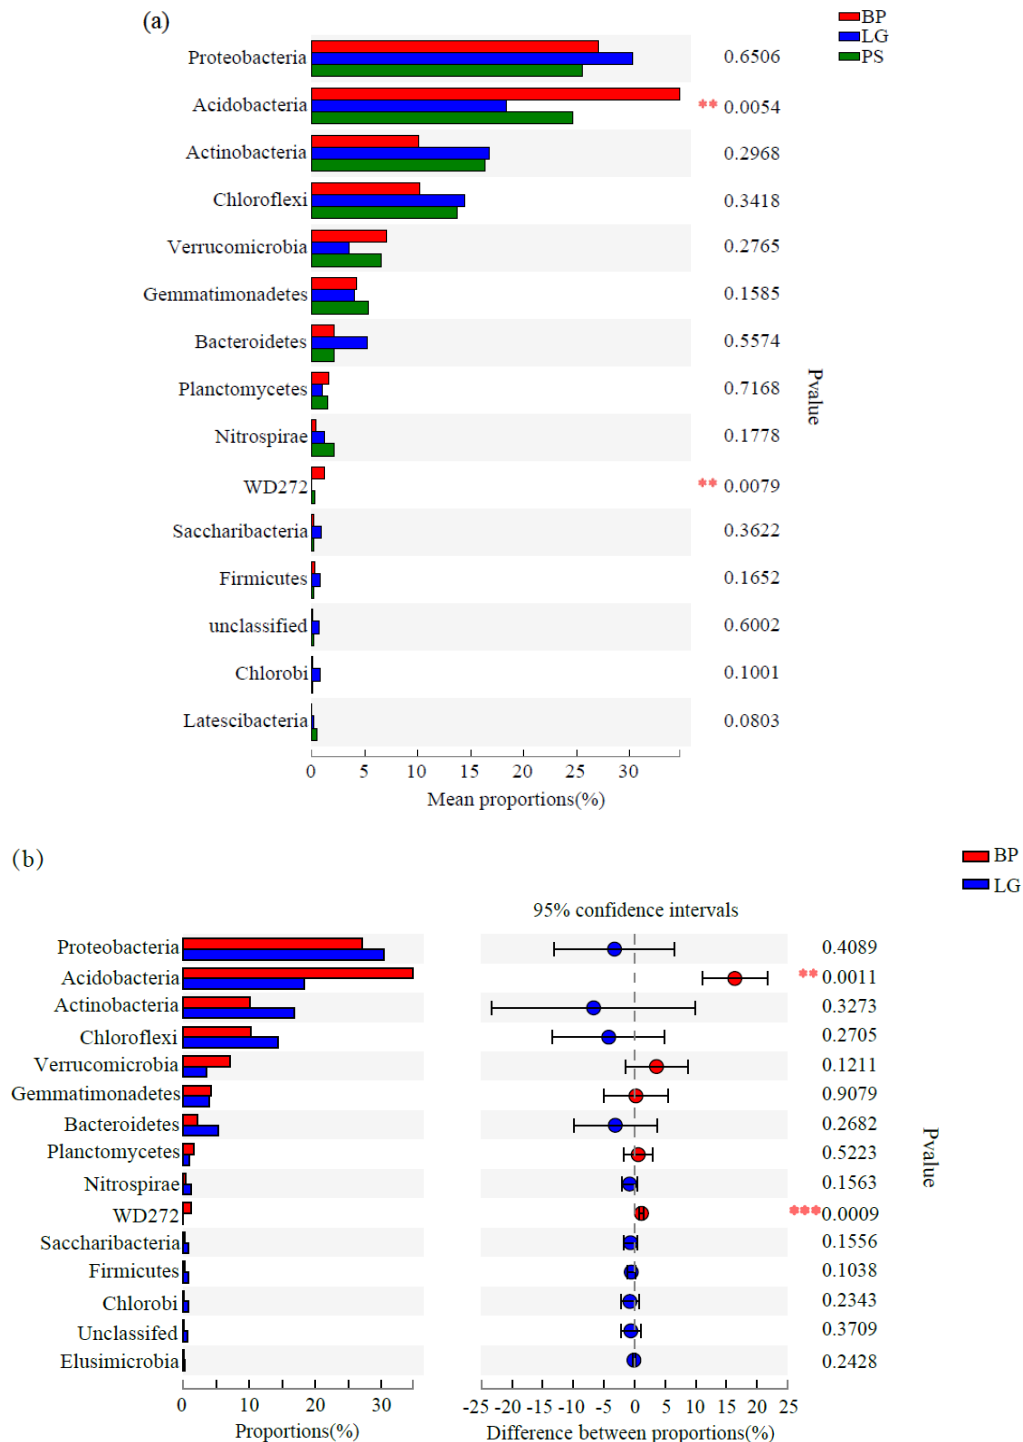 (a)
BP
LG
PS
Proteobacteria 0.6506
Acidobacteria ** 0.0054
Actinobacteria 0.2968
Chloroflexi 0.3418
Verrucomicrobia 0.2765
Gemmatimonadetes 0.1585
Bacteroidetes 0.5574
Planctomycetes 0.7168
Nitrospirae 0.1778
WD272 ** 0.0079
Saccharibacteria 0.3622
Firmicutes 0.1652
unclassified 0.6002
Chlorobi 0.1001
Latescibacteria 0.0803
Pvalue
0 5 10 15 20 25 30
Mean proportions(%)
(b)
BP
LG
95% confidence intervals
Proteobacteria 0.4089
Acidobacteria ** 0.0011
Actinobacteria 0.3273
Chloroflexi 0.2705
Verrucomicrobia 0.1211
Gemmatimonadetes 0.9079
Bacteroidetes 0.2682
Planctomycetes 0.5223
Nitrospirae 0.1563
WD272 *** 0.0009
Saccharibacteria 0.1556
Firmicutes 0.1038
Chlorobi 0.2343
Unclassifed 0.3709
Elusimicrobia 0.2428
Pvalue
0 10 20 30
-25 -20 -15 -10 -5 0 5 10 15 20 25
Proportions(%)
Difference between proportions(%)